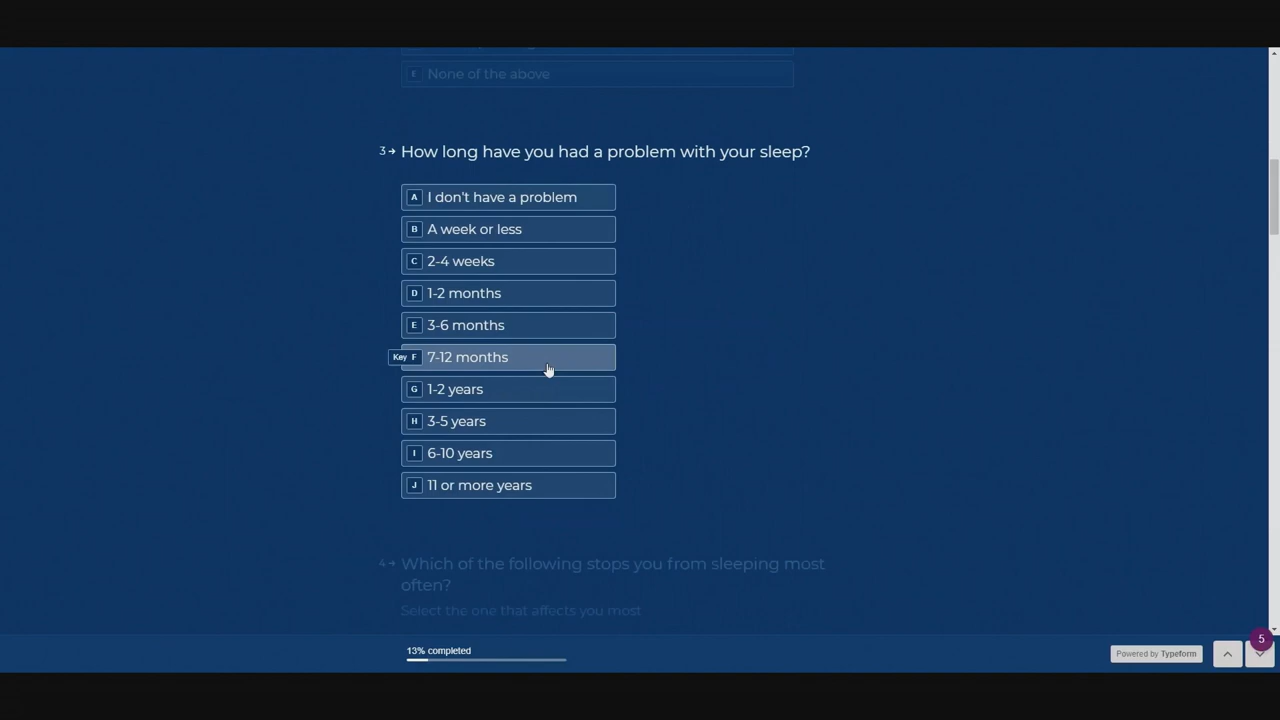 E None of the above
3 How long have you had a problem with your sleep?
A I don't have a problem
B A week or less
C 2-4 weeks
D 1-2 months
E 3-6 months
Key F 7-12 months
G 1-2 years
H 3-5 years
I 6-10 years
J 11 or more years
4 Which of the following stops you from sleeping most
often?
Select the one that affects you most
5
13% completed
Powered by Typeform